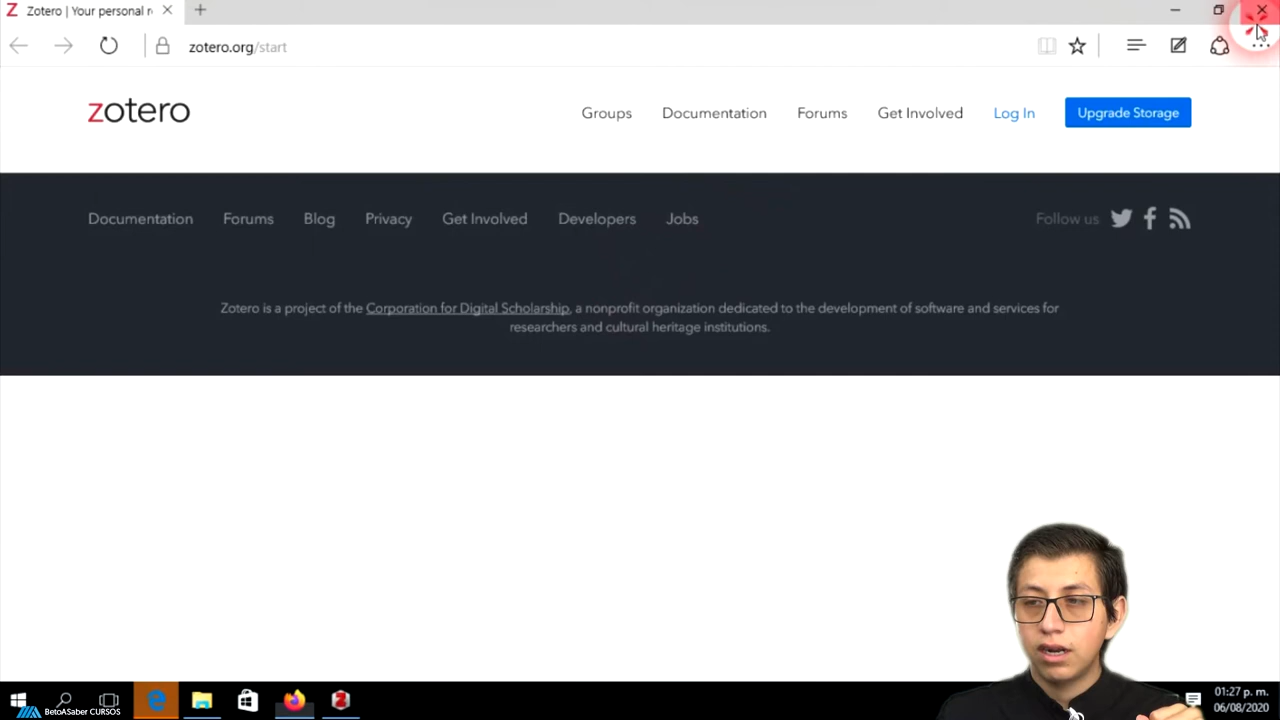 Zotero | Your personal r
zotero.org/start
zotero
Groups Documentation Forums Get Involved Log In Upgrade Storage
Documentation Forums Blog Privacy Get Involved Developers Jobs Follow us
Zotero is a project of the Corporation for Digital Scholarship, a nonprofit organization dedicated to the development of software and services for
researchers and cultural heritage institutions.
01:27 p. m.
06/08/2020
BetoASaber CURSOS